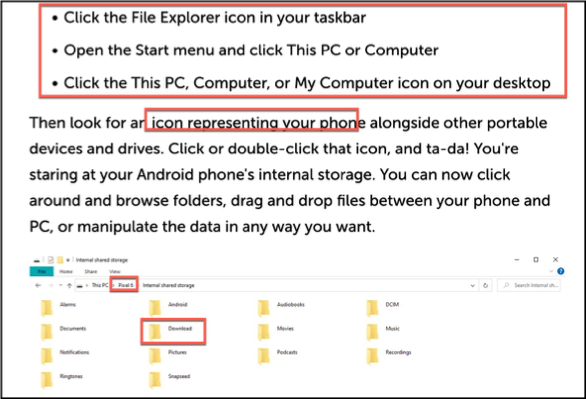 • Click the File Explorer icon in your taskbar
• Open the Start menu and click This PC or Computer
• Click the This PC, Computer, or My Computer icon on your desktop
Then look for an icon representing your phone alongside other portable
devices and drives. Click or double-click that icon, and ta-da! You're
staring at your Android phone's internal storage. You can now click
around and browse folders, drag and drop files between your phone and
PC, or manipulate the data in any way you want.
Internal shared storage
File Home Share View
This PC Pixel 6 Internal shared storage Search Internal sh...
Alarms Android Audiobooks DCIM
Documents Download Movies Music
Notifications Pictures Podcasts Recordings
Ringtones Snapseed